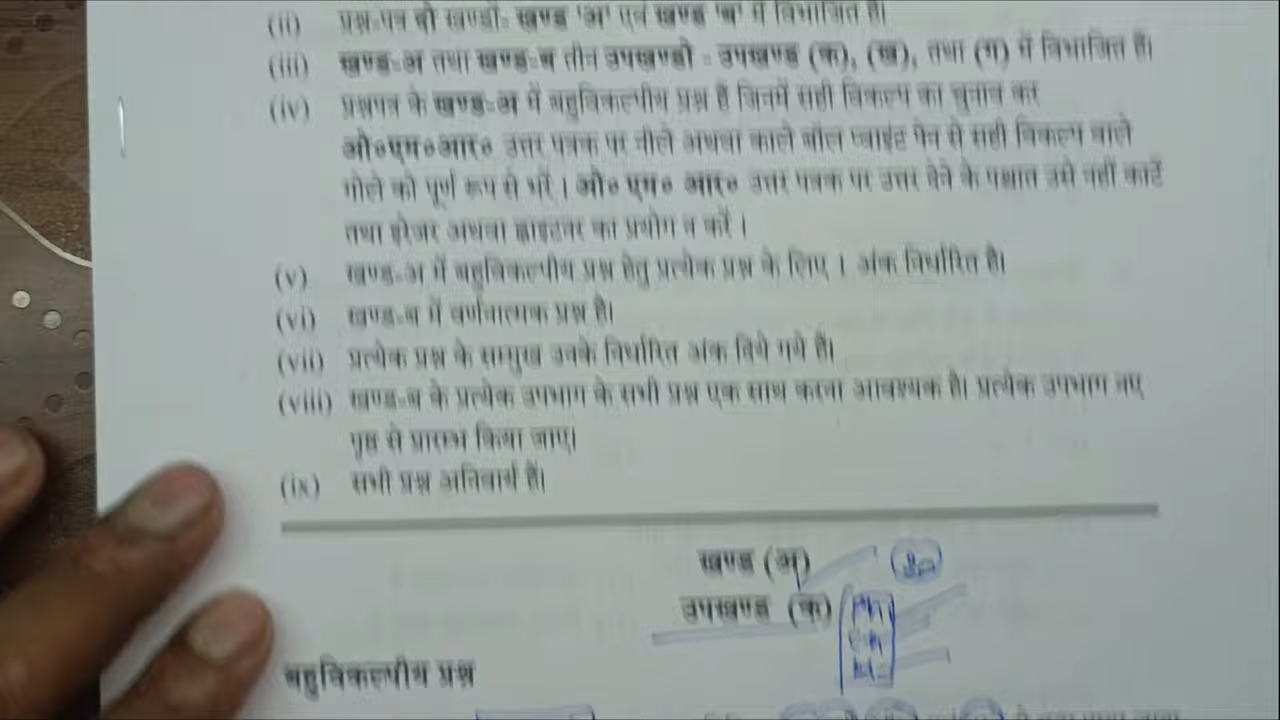 (ii) प्रश्न-पत्र दो खण्डों- खण्ड 'अ' एवं खण्ड 'ब' में विभाजित है।
(iii) खण्ड-अ तथा खण्ड-ब तीन उपखण्डों - उपखण्ड (क), (ख), तथा (ग) में विभाजित है।
(iv) प्रश्नपत्र के खण्ड-अ में बहुविकल्पीय प्रश्न हैं जिनमें सही विकल्प का चुनाव कर
ओ०एम०आर० उत्तर पत्रक पर नीले अथवा काले बॉल प्वाइंट पेन से सही विकल्प वाले
गोले को पूर्ण रूप से भरें । ओ० एम० आर० उत्तर पत्रक पर उत्तर देने के पश्चात उसे नहीं काटें
तथा इरेजर अथवा ह्वाइटनर का प्रयोग न करें ।
(v) खण्ड-अ में बहुविकल्पीय प्रश्न हेतु प्रत्येक प्रश्न के लिए 1 अंक निर्धारित है।
(vi) खण्ड-ब में वर्णनात्मक प्रश्न है।
(vii) प्रत्येक प्रश्न के सम्मुख उनके निर्धारित अंक दिये गये हैं।
(viii) खण्ड-ब के प्रत्येक उपभाग के सभी प्रश्न एक साथ करना आवश्यक है। प्रत्येक उपभाग नए
पृष्ठ से प्रारम्भ किया जाए।
(ix) सभी प्रश्न अनिवार्य हैं।
खण्ड (अ)
उपखण्ड (क)
बहुविकल्पीय प्रश्न